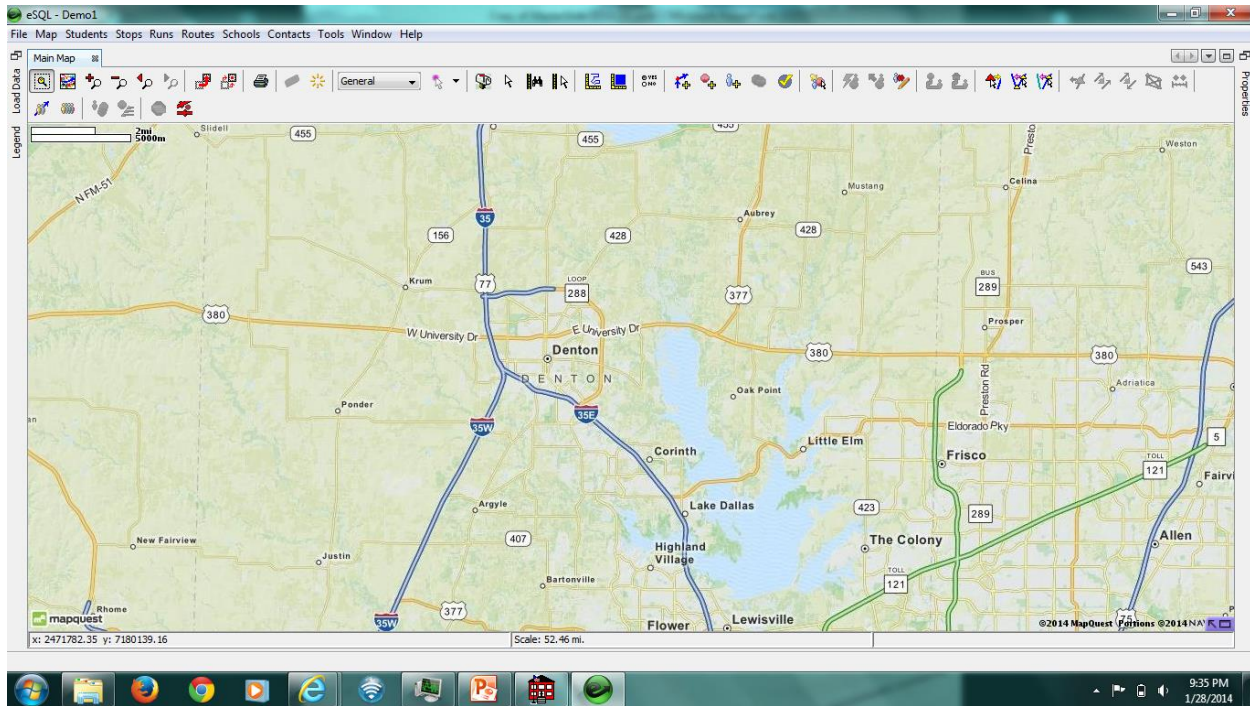 eSQL - Demo1
File Map Students Stops Runs Routes Schools Contacts Tools Window Help
Main Map
Load Data
Legend
Properties
General
YES
NO
2mi
5000m
Slidell
455
455
Weston
N FM-51
Preston
Celina
Mustang
35
Aubrey
156
428
428
543
Krum
77
LOOP
288
377
BUS
289
380
W University Dr
E University Dr
Prosper
Denton
380
380
DENTON
Oak Point
Preston Rd
Adriatica
Ponder
35W
35E
Eldorado Pky
5
Corinth
Little Elm
Frisco
TOLL
121
Fairvi
Argyle
Lake Dallas
423
289
New Fairview
407
Highland
Village
The Colony
Allen
Justin
Bartonville
TOLL
121
Rhome
mapquest
35W
377
Flower
Lewisville
75
©2014 MapQuest Portions ©2014 NAV
x: 2471782.35 y: 7180139.16
Scale: 52.46 mi.
9:35 PM
1/28/2014